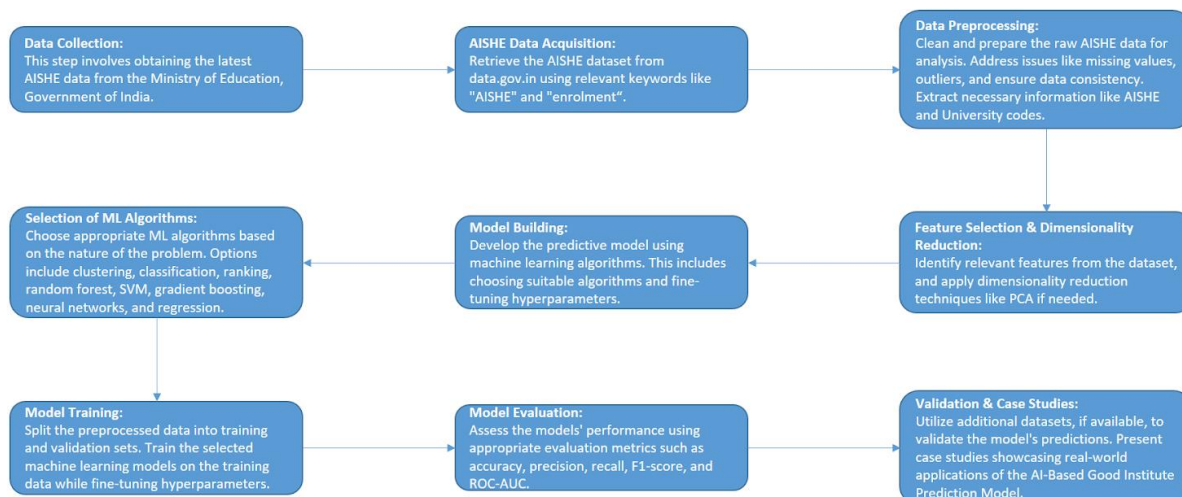 Data Collection:
This step involves obtaining the latest
AISHE data from the Ministry of Education,
Government of India.
AISHE Data Acquisition:
Retrieve the AISHE dataset from
data.gov.in using relevant keywords like
"AISHE" and "enrolment“.
Data Preprocessing:
Clean and prepare the raw AISHE data for
analysis. Address issues like missing values,
outliers, and ensure data consistency.
Extract necessary information like AISHE
and University codes.
Feature Selection & Dimensionality
Reduction:
Identify relevant features from the dataset,
and apply dimensionality reduction
techniques like PCA if needed.
Model Building:
Develop the predictive model using
machine learning algorithms. This includes
choosing suitable algorithms and fine-
tuning hyperparameters.
Selection of ML Algorithms:
Choose appropriate ML algorithms based
on the nature of the problem. Options
include clustering, classification, ranking,
random forest, SVM, gradient boosting,
neural networks, and regression.
Model Training:
Split the preprocessed data into training
and validation sets. Train the selected
machine learning models on the training
data while fine-tuning hyperparameters.
Model Evaluation:
Assess the models' performance using
appropriate evaluation metrics such as
accuracy, precision, recall, F1-score, and
ROC-AUC.
Validation & Case Studies:
Utilize additional datasets, if available, to
validate the model's predictions. Present
case studies showcasing real-world
applications of the AI-Based Good Institute
Prediction Model.